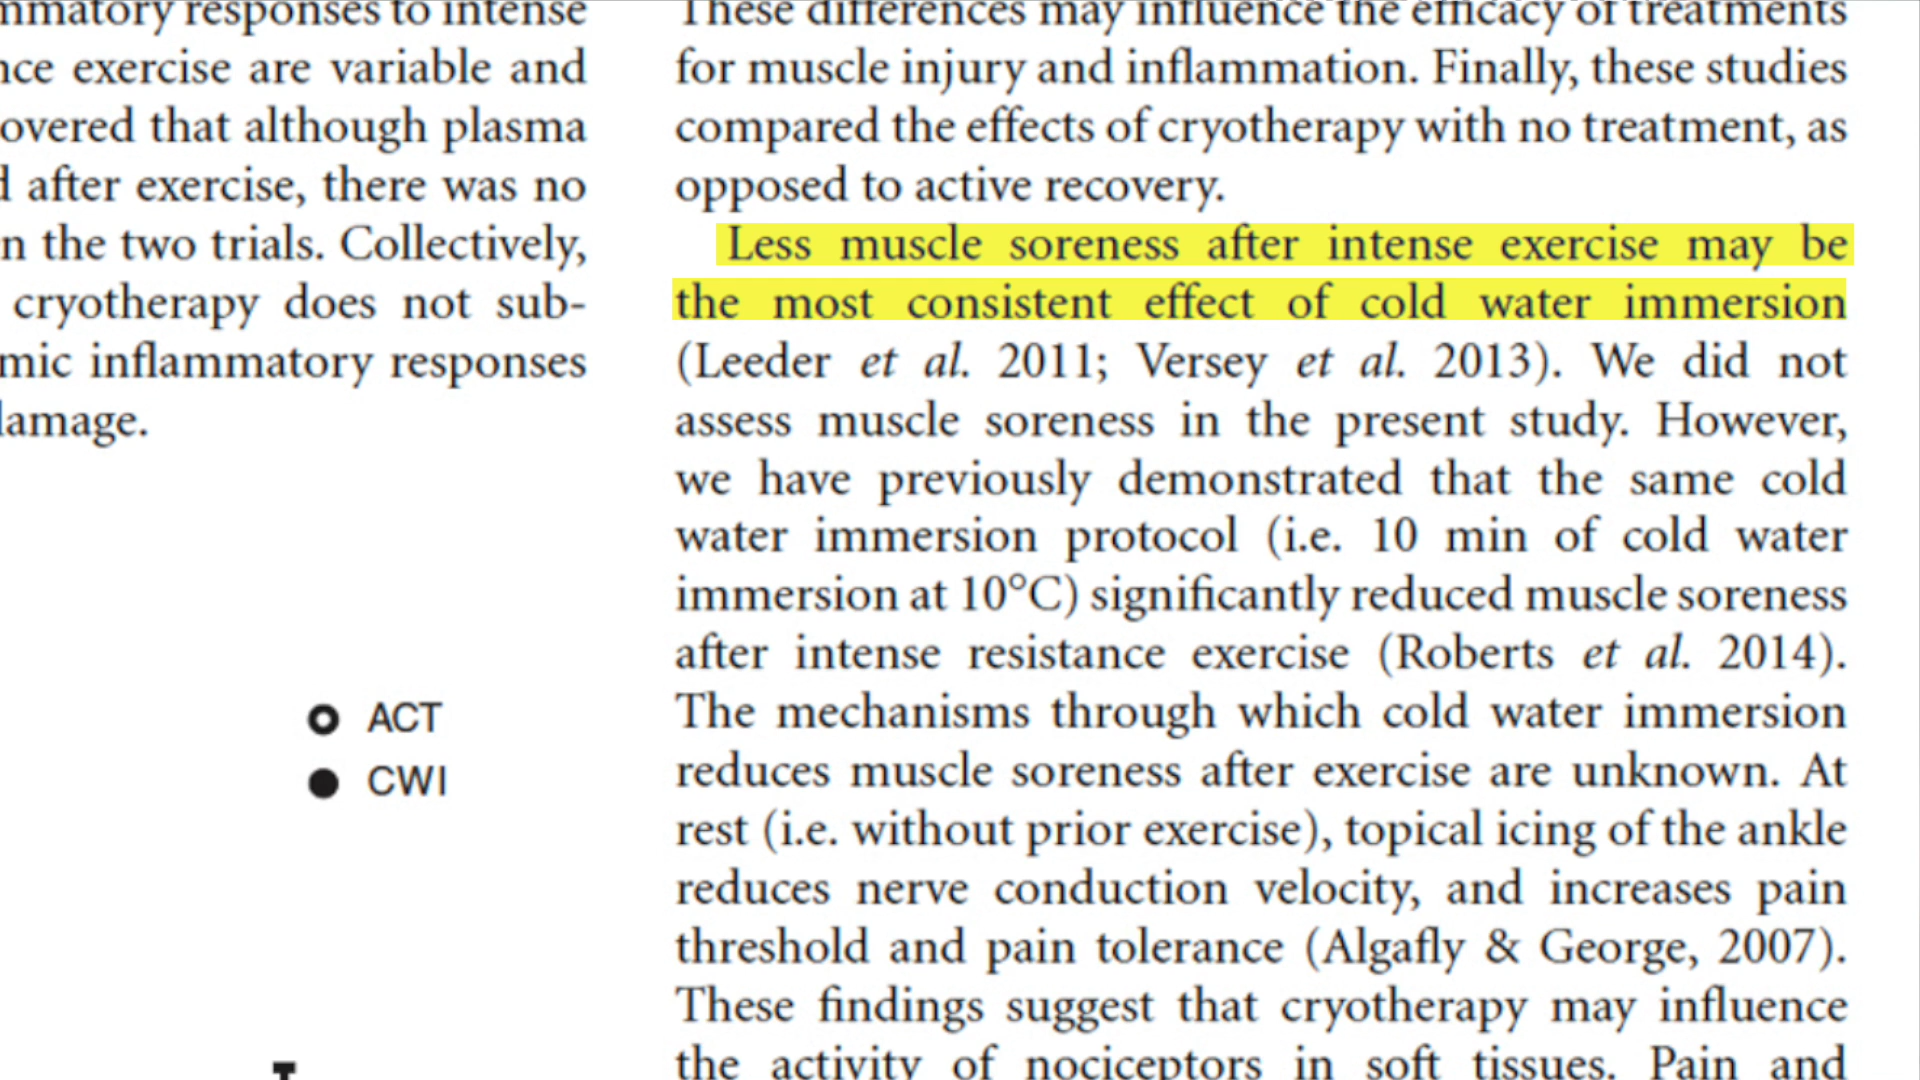 mmatory responses to intense
nce exercise are variable and
overed that although plasma
d after exercise, there was no
n the two trials. Collectively,
cryotherapy does not sub-
mic inflammatory responses
damage.
ACT
CWI
These differences may influence the efficacy of treatments
for muscle injury and inflammation. Finally, these studies
compared the effects of cryotherapy with no treatment, as
opposed to active recovery.
Less muscle soreness after intense exercise may be
the most consistent effect of cold water immersion
(Leeder et al. 2011; Versey et al. 2013). We did not
assess muscle soreness in the present study. However,
we have previously demonstrated that the same cold
water immersion protocol (i.e. 10 min of cold water
immersion at 10°C) significantly reduced muscle soreness
after intense resistance exercise (Roberts et al. 2014).
The mechanisms through which cold water immersion
reduces muscle soreness after exercise are unknown. At
rest (i.e. without prior exercise), topical icing of the ankle
reduces nerve conduction velocity, and increases pain
threshold and pain tolerance (Algafly & George, 2007).
These findings suggest that cryotherapy may influence
the activity of nociceptors in soft tissues. Pain and